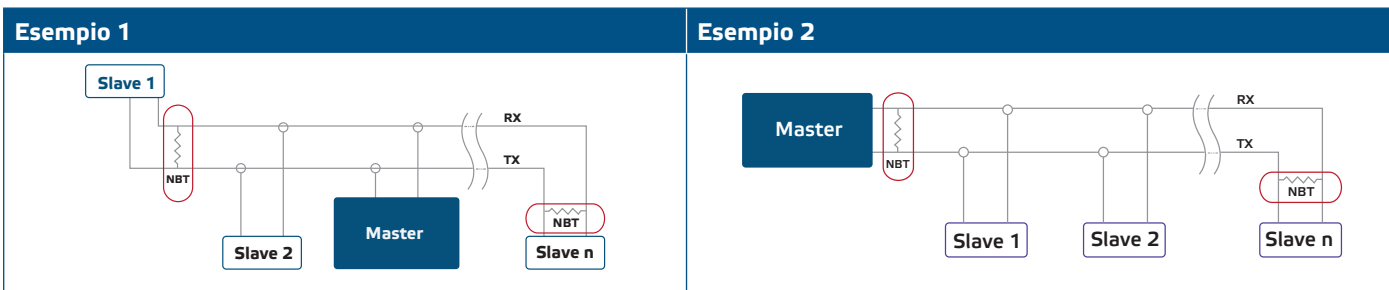 Esempio 1
Slave 1
RX
TX
NBT
NBT
Slave 2
Master
Slave n
Esempio 2
Master
RX
TX
NBT
NBT
Slave 1
Slave 2
Slave n